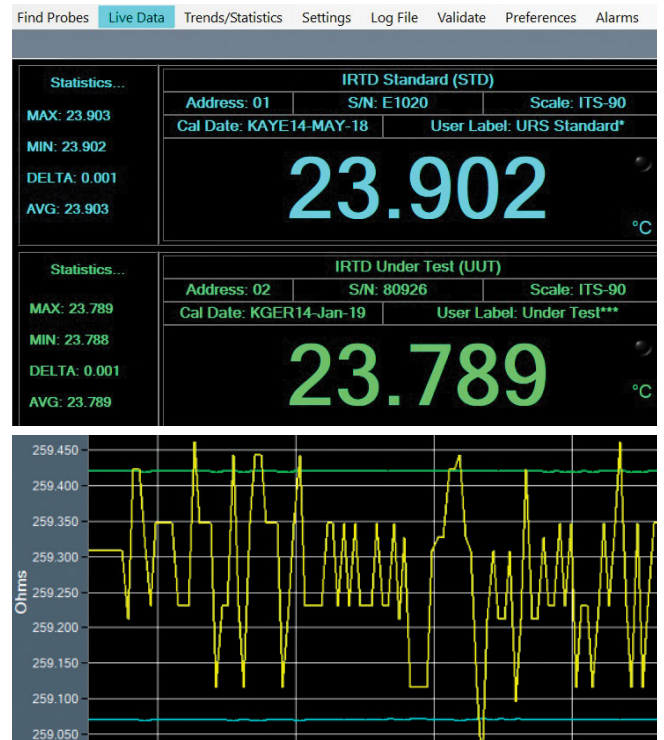 Find Probes Live Data Trends/Statistics Settings Log File Validate Preferences Alarms
Statistics...
MAX: 23.903
MIN: 23.902
DELTA: 0.001
AVG: 23.903
IRTD Standard (STD)
Address: 01 S/N: E1020 Scale: ITS-90
Cal Date: KAYE14-MAY-18 User Label: URS Standard*
23.902
°C
Statistics...
MAX: 23.789
MIN: 23.788
DELTA: 0.001
AVG: 23.789
IRTD Under Test (UUT)
Address: 02 S/N: 80926 Scale: ITS-90
Cal Date: KGER14-Jan-19 User Label: Under Test***
23.789
°C
Ohms
259.450
259.400
259.350
259.300
259.250
259.200
259.150
259.100
259.050